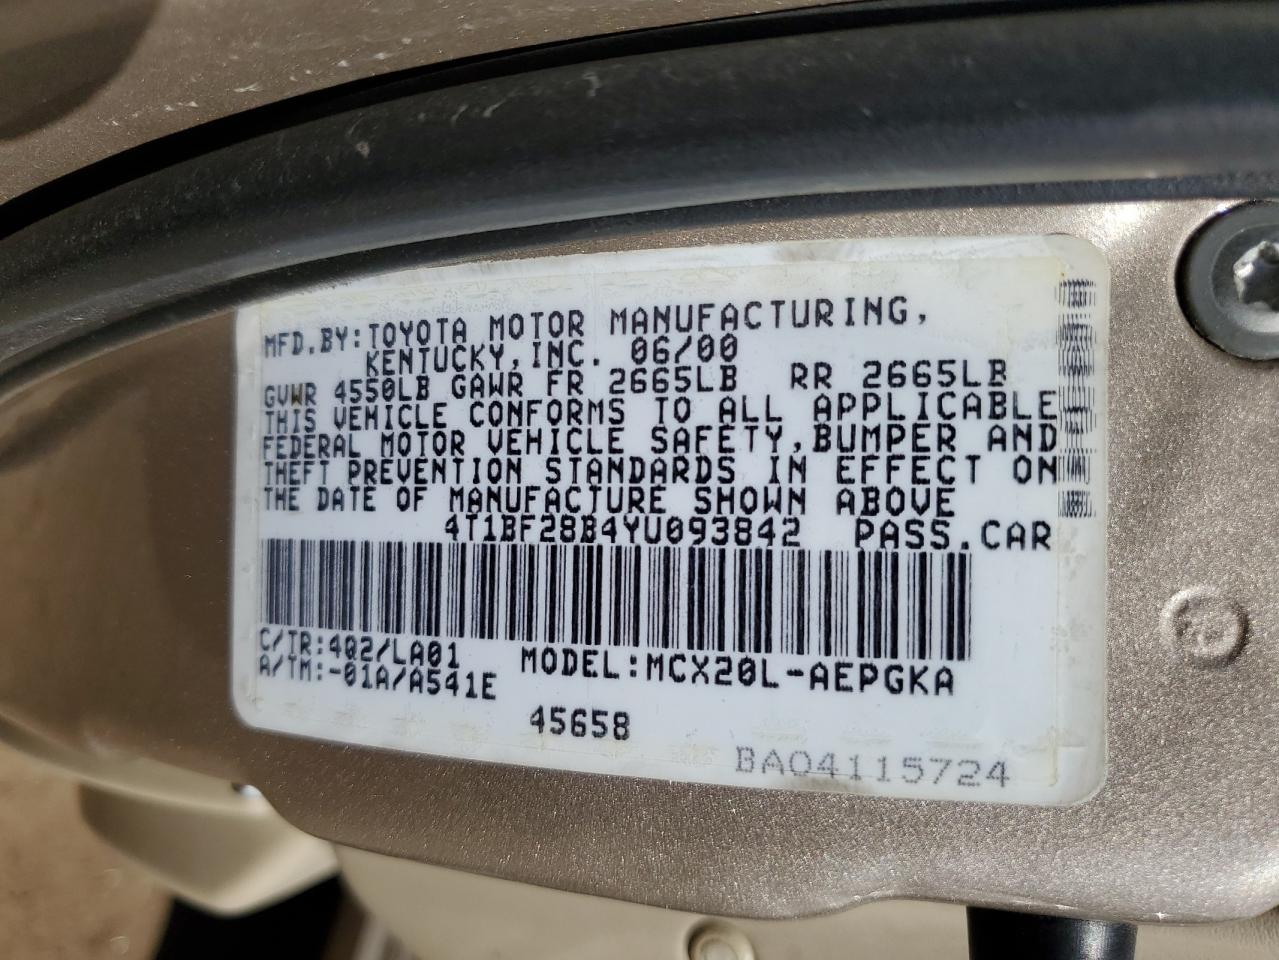 MFD.BY:TOYOTA MOTOR MANUFACTURING,
KENTUCKY,INC. 06/00
GVWR 4550LB GAWR FR 2665LB RR 2665LB
THIS VEHICLE CONFORMS TO ALL APPLICABLE
FEDERAL MOTOR VEHICLE SAFETY,BUMPER AND
THEFT PREVENTION STANDARDS IN EFFECT ON
THE DATE OF MANUFACTURE SHOWN ABOVE
4T1BF28B4YU093842 PASS.CAR
C/TR:402/LA01 MODEL:MCX20L-AEPGKA
A/TM:-01A/A541E
45658
BA04115724